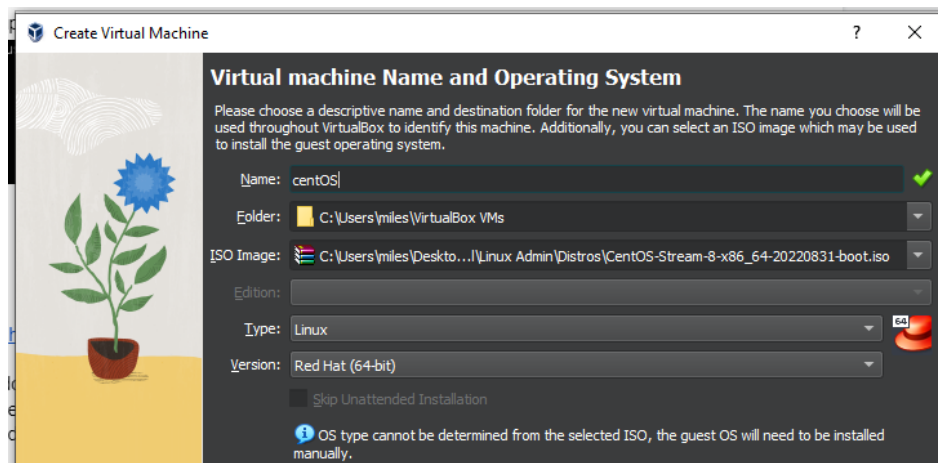 Create Virtual Machine
?
Virtual machine Name and Operating System
Please choose a descriptive name and destination folder for the new virtual machine. The name you choose will be
used throughout VirtualBox to identify this machine. Additionally, you can select an ISO image which may be used
to install the guest operating system.
Name: centOS
Folder: C:\Users\miles\VirtualBox VMs
ISO Image: C:\Users\miles\Deskto...l\Linux Admin\Distros\CentOS-Stream-8-x86_64-20220831-boot.iso
Edition:
Type: Linux
64
Version: Red Hat (64-bit)
Skip Unattended Installation
OS type cannot be determined from the selected ISO, the guest OS will need to be installed
manually.